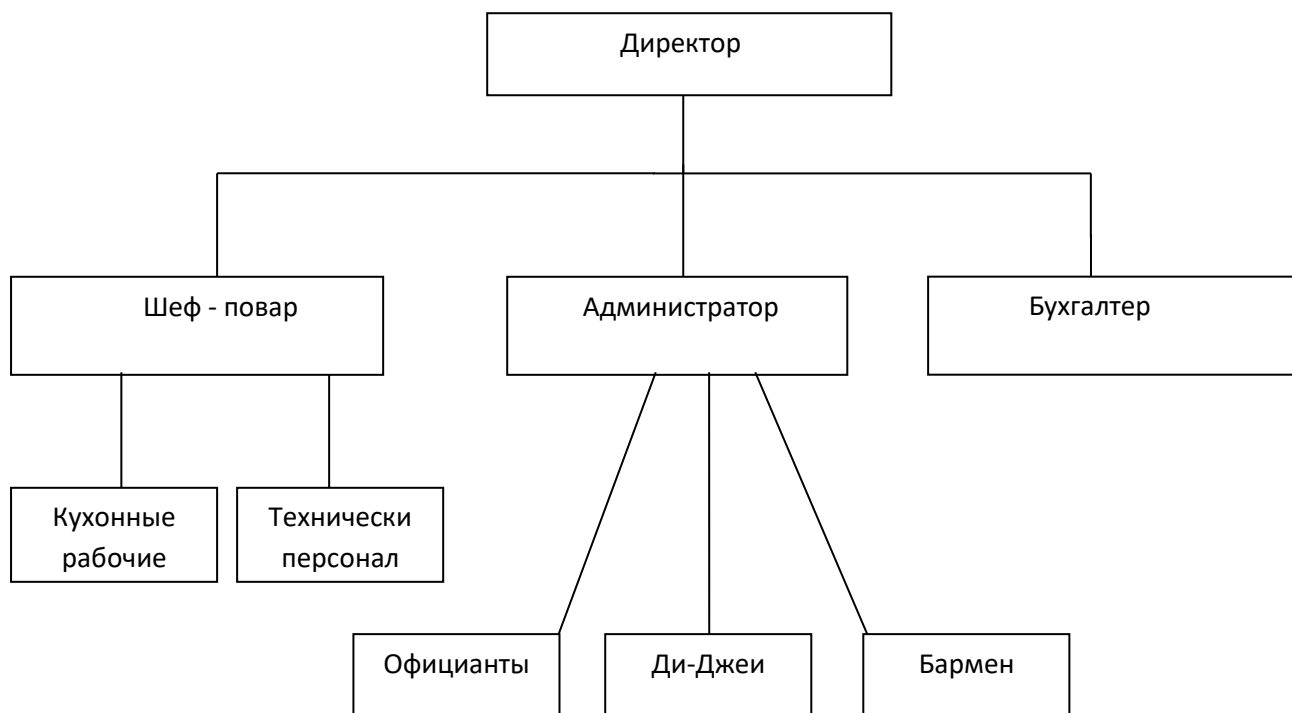 Директор
Шеф - повар
Администратор
Бухгалтер
Кухонные
рабочие
Технически
персонал
Официанты
Ди-Джеи
Бармен